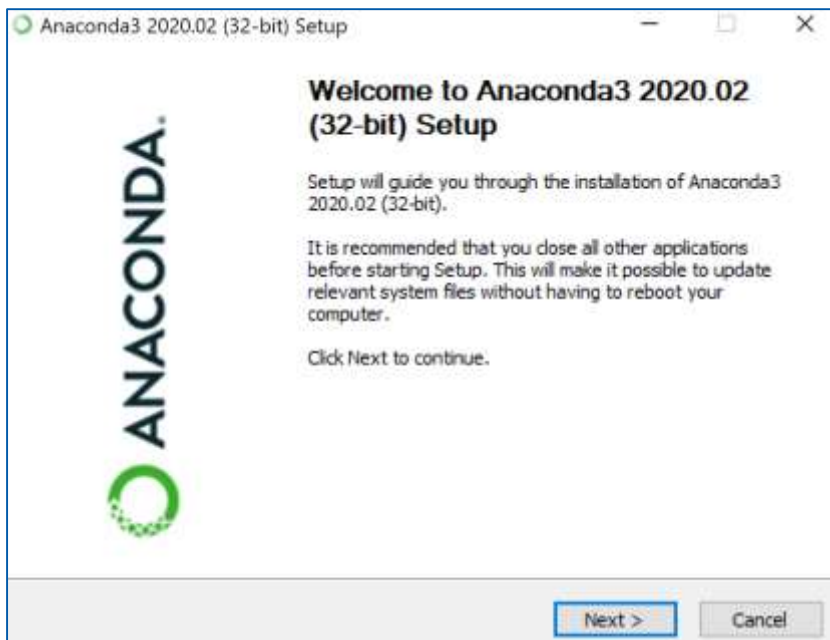 Anaconda3 2020.02 (32-bit) Setup
Welcome to Anaconda3 2020.02
(32-bit) Setup
Setup will guide you through the installation of Anaconda3
2020.02 (32-bit).
It is recommended that you close all other applications
before starting Setup. This will make it possible to update
relevant system files without having to reboot your
computer.
Click Next to continue.
ANACONDA.
Next >
Cancel